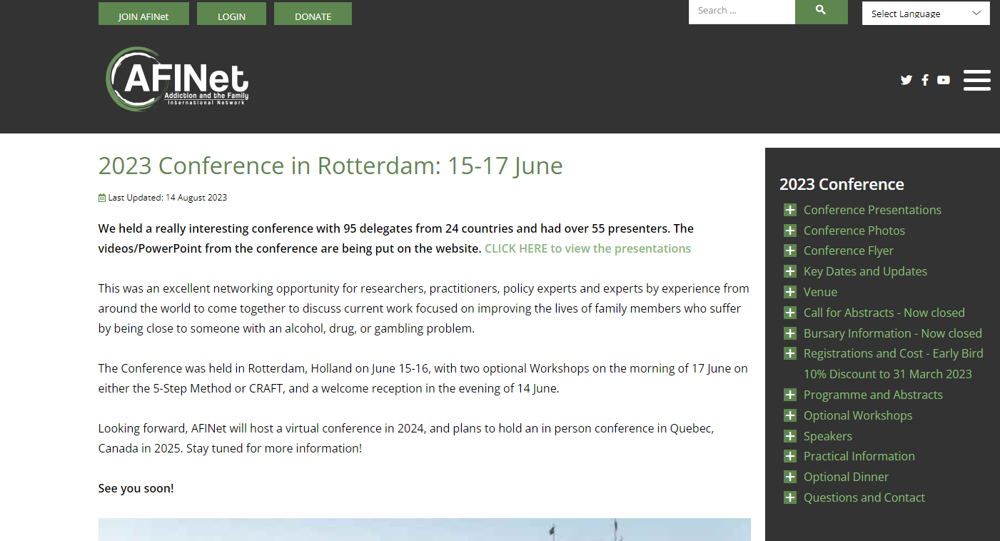 JOIN AFINet
LOGIN
DONATE
Search ...
Select Language
AFINet
Addiction and the Family
International Network
2023 Conference in Rotterdam: 15-17 June
Last Updated: 14 August 2023
We held a really interesting conference with 95 delegates from 24 countries and had over 55 presenters. The
videos/PowerPoint from the conference are being put on the website. CLICK HERE to view the presentations
This was an excellent networking opportunity for researchers, practitioners, policy experts and experts by experience from
around the world to come together to discuss current work focused on improving the lives of family members who suffer
by being close to someone with an alcohol, drug, or gambling problem.
The Conference was held in Rotterdam, Holland on June 15-16, with two optional Workshops on the morning of 17 June on
either the 5-Step Method or CRAFT, and a welcome reception in the evening of 14 June.
Looking forward, AFINet will host a virtual conference in 2024, and plans to hold an in person conference in Quebec,
Canada in 2025. Stay tuned for more information!
See you soon!
2023 Conference
Conference Presentations
Conference Photos
Conference Flyer
Key Dates and Updates
Venue
Call for Abstracts - Now closed
Bursary Information - Now closed
Registrations and Cost - Early Bird
10% Discount to 31 March 2023
Programme and Abstracts
Optional Workshops
Speakers
Practical Information
Optional Dinner
Questions and Contact